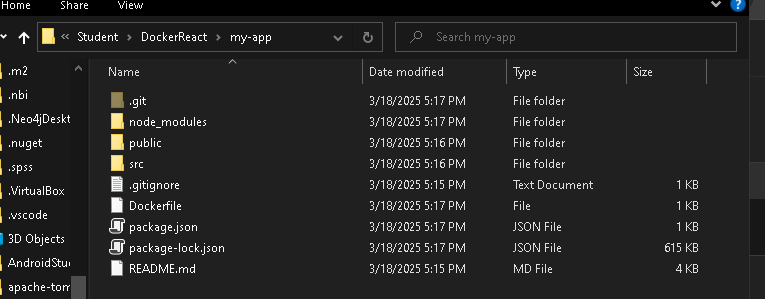 Home Share View
« Student > DockerReact > my-app Search my-app
Name Date modified Type Size
.m2
.nbi
.Neo4jDeskt
.nuget
.spss
.VirtualBox
.vscode
3D Objects
AndroidStu
apache-tom
.git 3/18/2025 5:17 PM File folder
node_modules 3/18/2025 5:17 PM File folder
public 3/18/2025 5:16 PM File folder
src 3/18/2025 5:16 PM File folder
.gitignore 3/18/2025 5:15 PM Text Document 1 KB
Dockerfile 3/18/2025 5:17 PM File 1 KB
package.json 3/18/2025 5:17 PM JSON File 1 KB
package-lock.json 3/18/2025 5:17 PM JSON File 615 KB
README.md 3/18/2025 5:15 PM MD File 4 KB